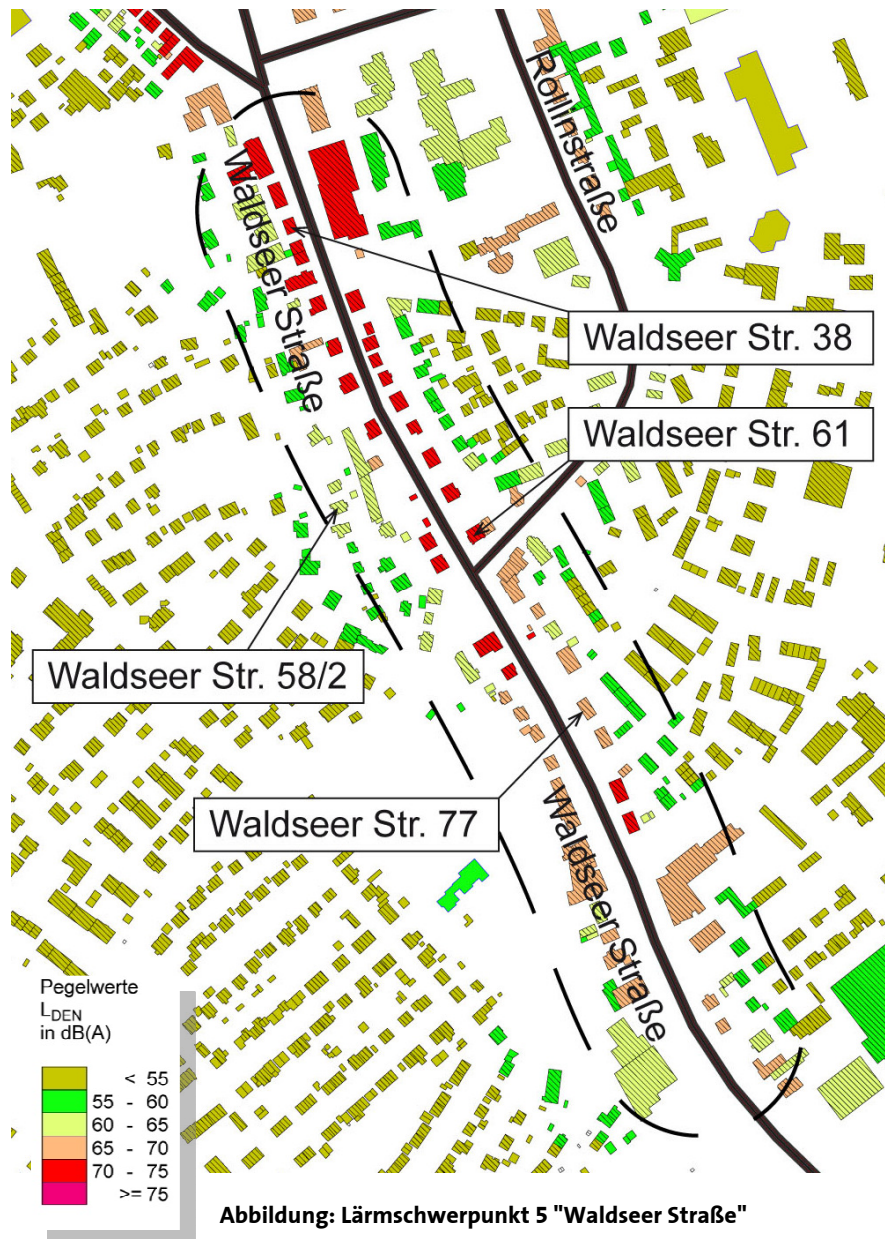 Rollinstraße
Waldseer Straße
Waldseer Str. 38
Waldseer Str. 61
Waldseer Str. 58/2
Waldseer Str. 77
Waldseer Straße
Pegelwerte
LDEN
in dB(A)
< 55
55 - 60
60 - 65
65 - 70
70 - 75
>= 75
Abbildung: Lärmschwerpunkt 5 "Waldseer Straße"